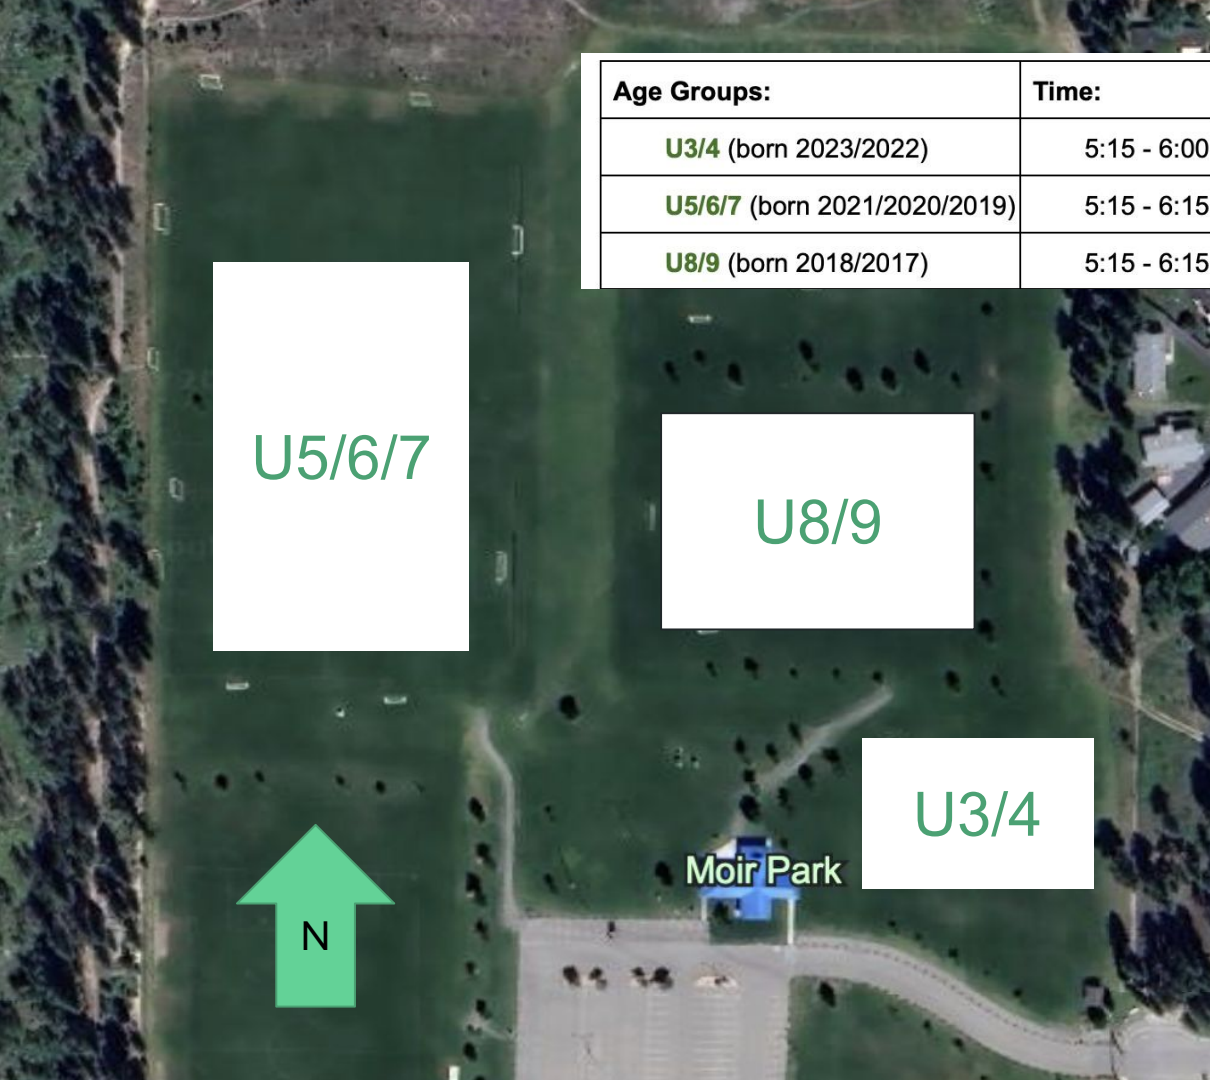 Age Groups: Time:
U3/4 (born 2023/2022) 5:15 - 6:00
U5/6/7 (born 2021/2020/2019) 5:15 - 6:15
U8/9 (born 2018/2017) 5:15 - 6:15
U5/6/7
U8/9
U3/4
Moir Park
N